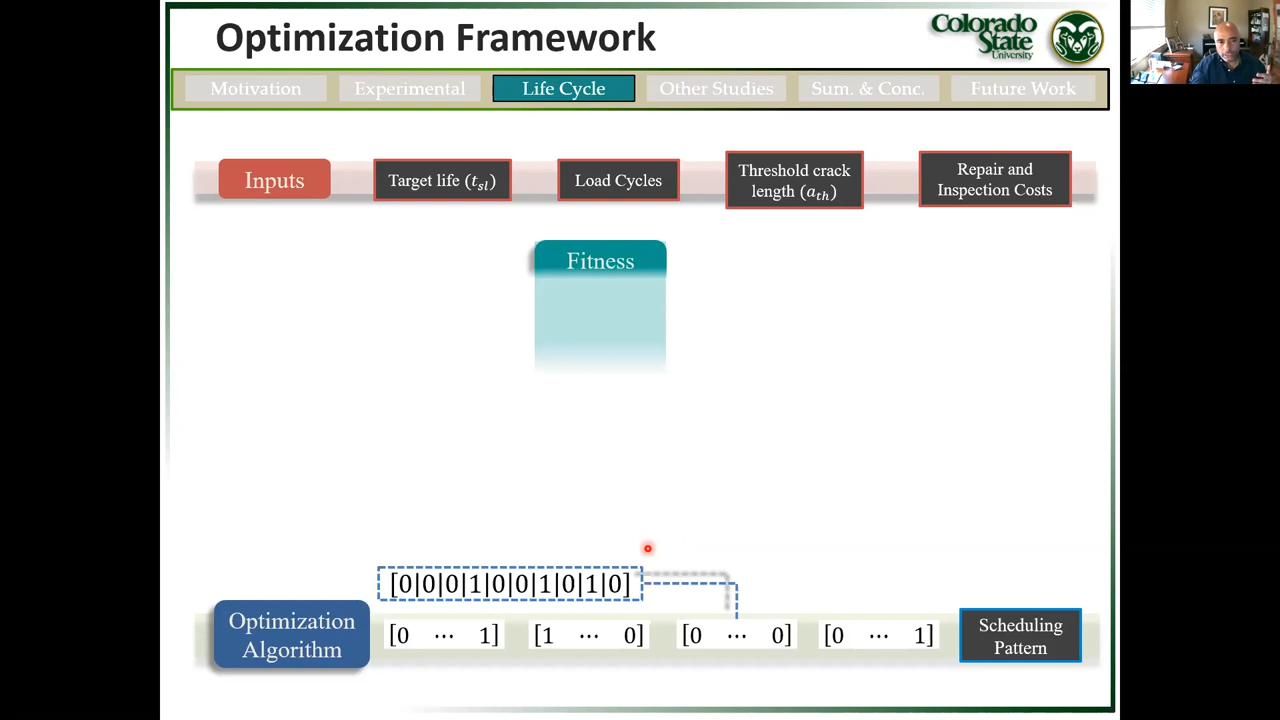 Optimization Framework
Colorado
State
University
Motivation
Experimental
Life Cycle
Other Studies
Sum. & Conc.
Future Work
Inputs
Target life (tₛₗ)
Load Cycles
Threshold crack
length (aₜₕ)
Repair and
Inspection Costs
Fitness
[0|0|0|1|0|0|1|0|1|0]
Optimization
Algorithm
[0 ⋯ 1]
[1 ⋯ 0]
[0 ⋯ 0]
[0 ⋯ 1]
Scheduling
Pattern